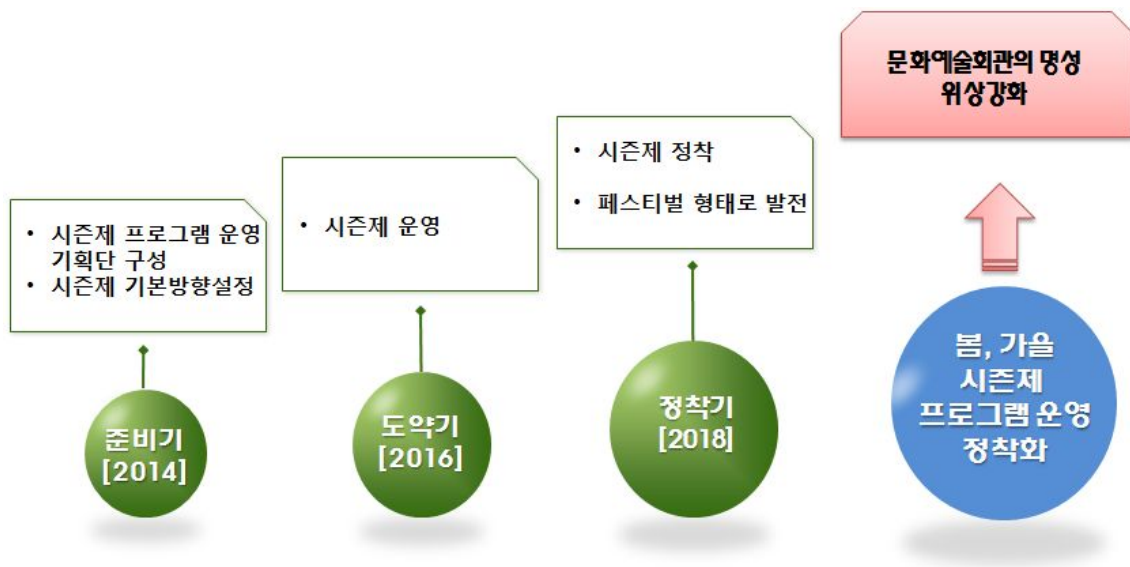 • 시즌제 프로그램 운영
기획단 구성
• 시즌제 기본방향설정
준비기
[2014]
• 시즌제 운영
도약기
[2016]
• 시즌제 정착
• 페스티벌 형태로 발전
정착기
[2018]
문화예술회관의 명성
위상강화
봄, 가을
시즌제
프로그램 운영
정착화